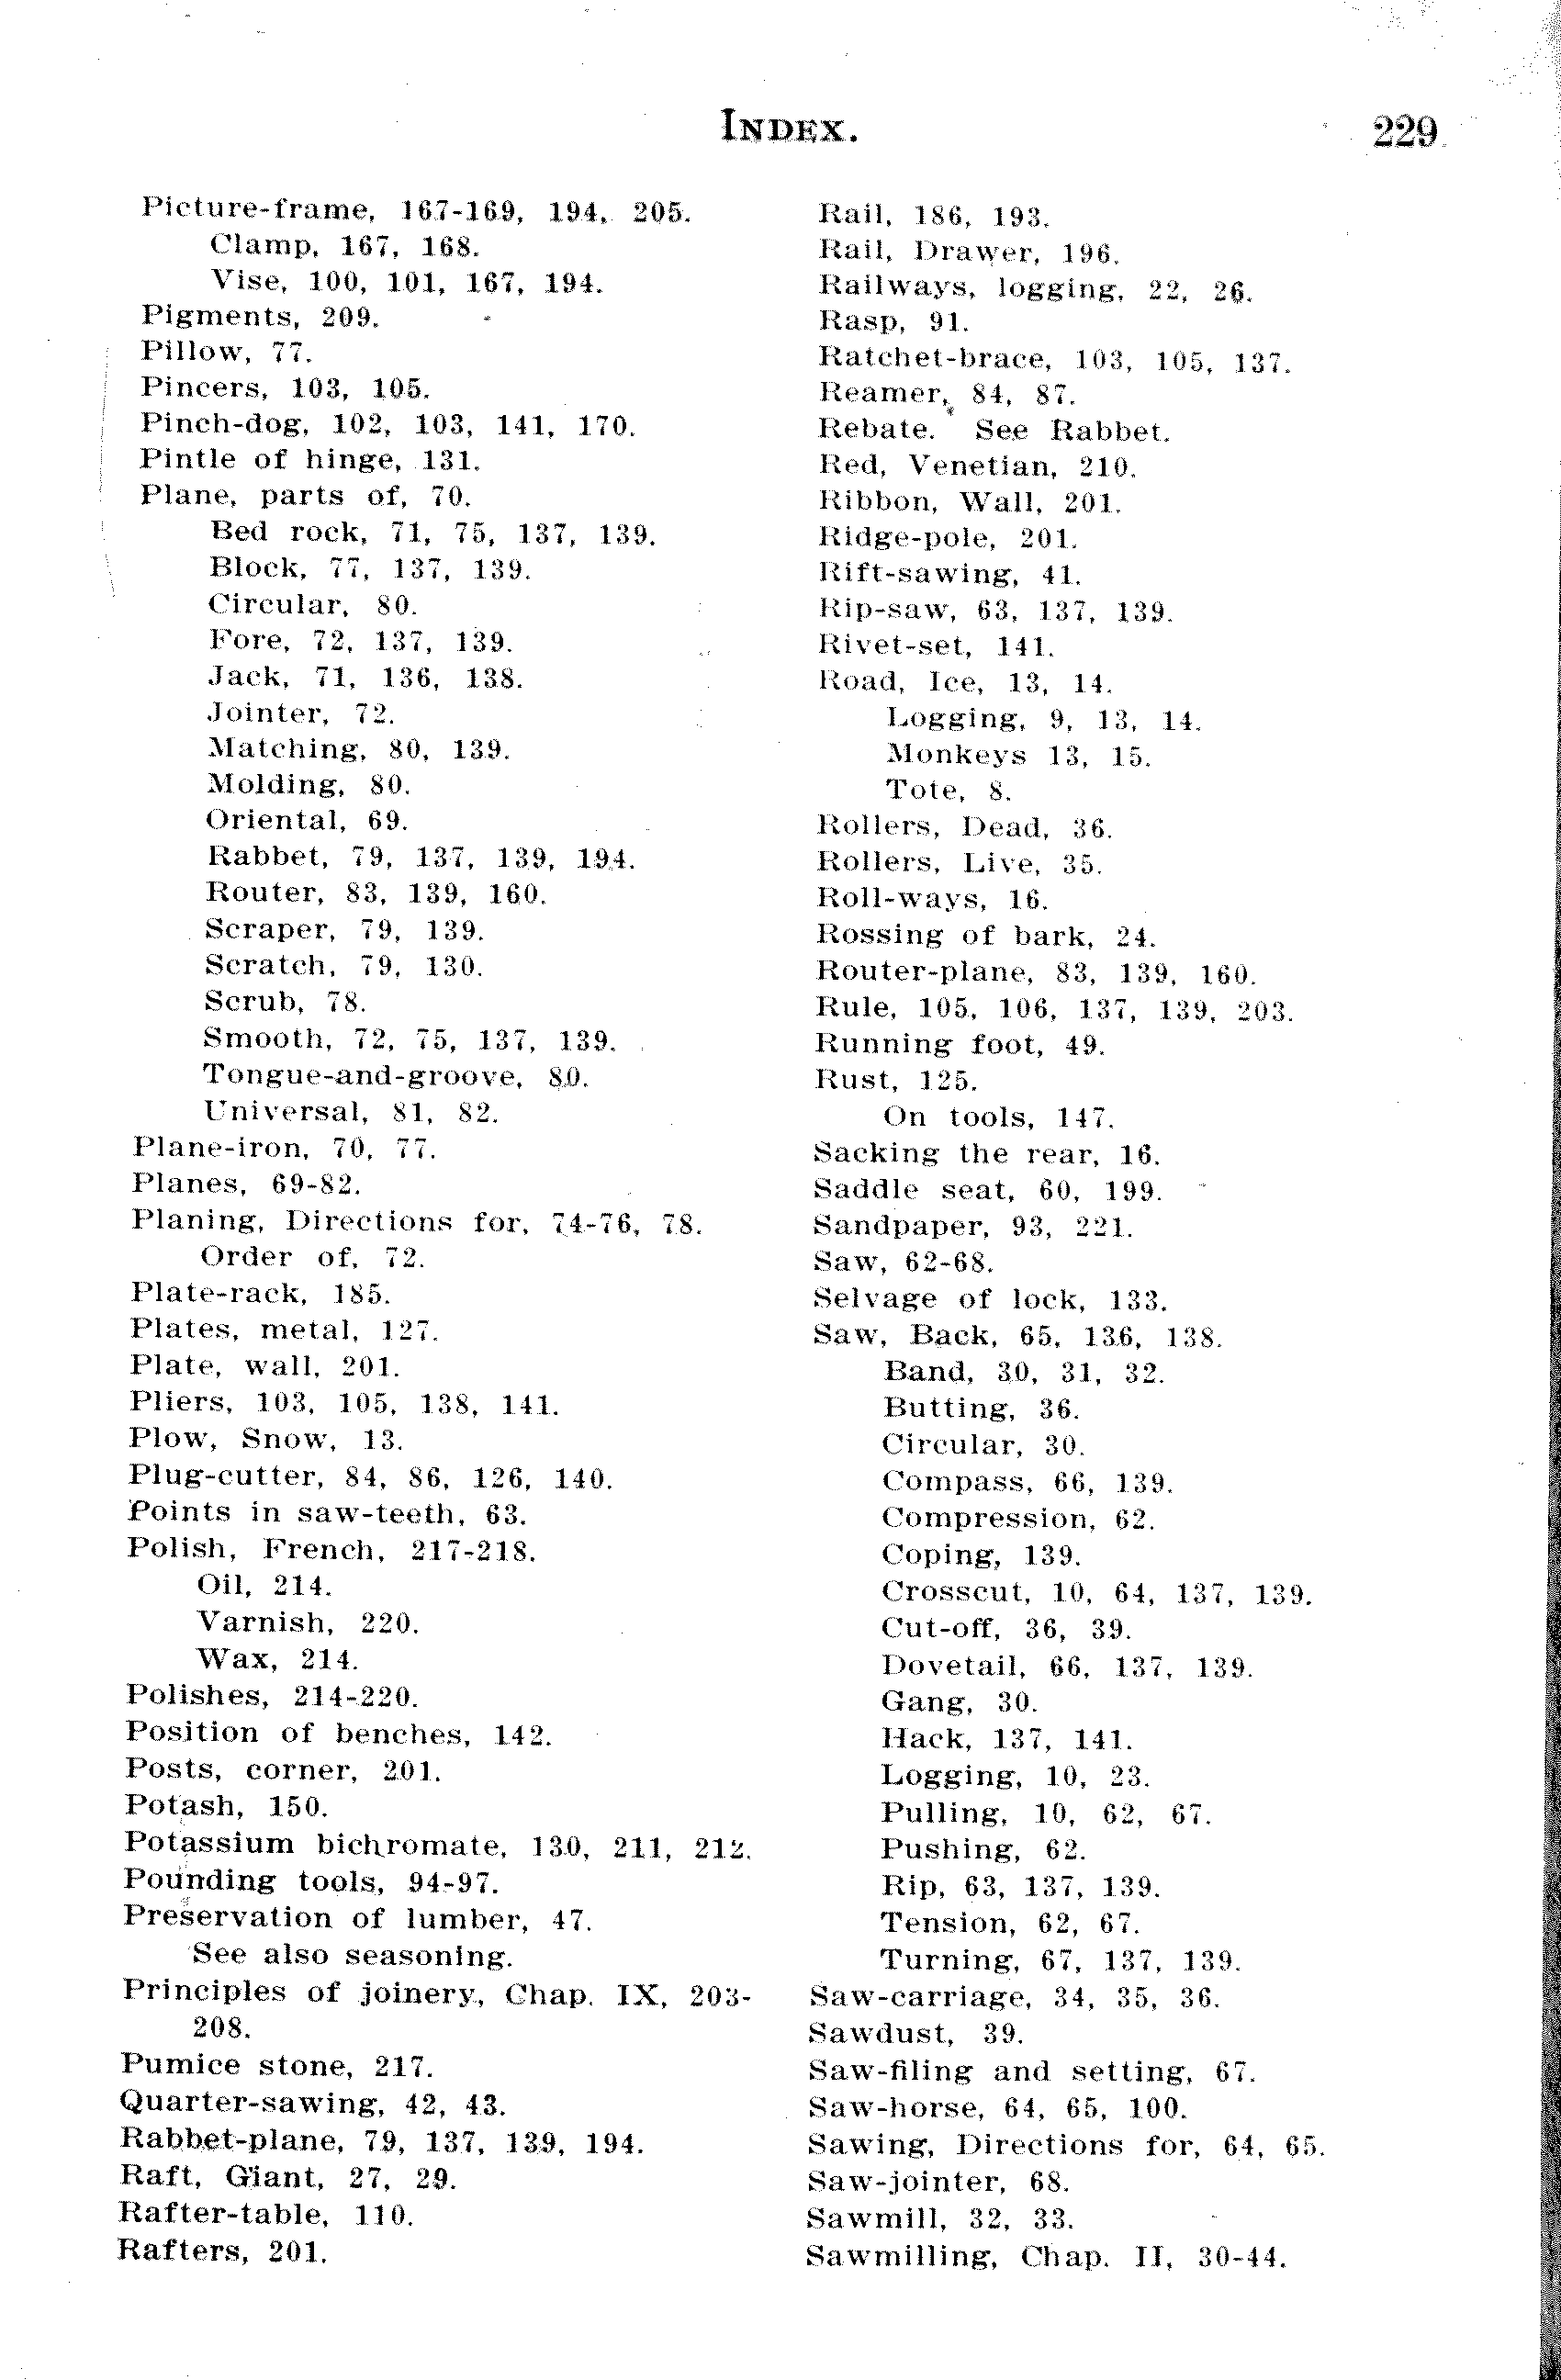 INDEX. 229
Picture-frame, 167-169, 194, 205.
Clamp, 167, 168.
Vise, 100, 101, 167, 194.
Pigments, 209.
Pillow, 77.
Pincers, 103, 105.
Pinch-dog, 102, 103, 141, 170.
Pintle of hinge, 131.
Plane, parts of, 70.
Bed rock, 71, 75, 137, 139.
Block, 77, 137, 139.
Circular, 80.
Fore, 72, 137, 139.
Jack, 71, 136, 138.
Jointer, 72.
Matching, 80, 139.
Molding, 80.
Oriental, 69.
Rabbet, 79, 137, 139, 194.
Router, 83, 139, 160.
Scraper, 79, 139.
Scratch, 79, 130.
Scrub, 78.
Smooth, 72, 75, 137, 139.
Tongue-and-groove, 80.
Universal, 81, 82.
Plane-iron, 70, 77.
Planes, 69-82.
Planing, Directions for, 74-76, 78.
Order of, 72.
Plate-rack, 185.
Plates, metal, 127.
Plate, wall, 201.
Pliers, 103, 105, 138, 141.
Plow, Snow, 13.
Plug-cutter, 84, 86, 126, 140.
Points in saw-teeth, 63.
Polish, French, 217-218.
Oil, 214.
Varnish, 220.
Wax, 214.
Polishes, 214-220.
Position of benches, 142.
Posts, corner, 201.
Potash, 150.
Potassium bichromate, 130, 211, 212.
Pounding tools, 94-97.
Preservation of lumber, 47.
See also seasoning.
Principles of joinery, Chap. IX, 203-
208.
Pumice stone, 217.
Quarter-sawing, 42, 43.
Rabbet-plane, 79, 137, 139, 194.
Raft, Giant, 27, 29.
Rafter-table, 110.
Rafters, 201.
Rail, 186, 193.
Rail, Drawer, 196.
Railways, logging, 22, 26.
Rasp, 91.
Ratchet-brace, 103, 105, 137.
Reamer, 84, 87.
Rebate. See Rabbet.
Red, Venetian, 210.
Ribbon, Wall, 201.
Ridge-pole, 201.
Rift-sawing, 41.
Rip-saw, 63, 137, 139.
Rivet-set, 141.
Road, Ice, 13, 14.
Logging, 9, 13, 14.
Monkeys 13, 15.
Tote, 8.
Rollers, Dead, 36.
Rollers, Live, 35.
Roll-ways, 16.
Rossing of bark, 24.
Router-plane, 83, 139, 160.
Rule, 105, 106, 137, 139, 203.
Running foot, 49.
Rust, 125.
On tools, 147.
Sacking the rear, 16.
Saddle seat, 60, 199.
Sandpaper, 93, 221.
Saw, 62-68.
Selvage of lock, 133.
Saw, Back, 65, 136, 138.
Band, 30, 31, 32.
Butting, 36.
Circular, 30.
Compass, 66, 139.
Compression, 62.
Coping, 139.
Crosscut, 10, 64, 137, 139.
Cut-off, 36, 39.
Dovetail, 66, 137, 139.
Gang, 30.
Hack, 137, 141.
Logging, 10, 23.
Pulling, 10, 62, 67.
Pushing, 62.
Rip, 63, 137, 139.
Tension, 62, 67.
Turning, 67, 137, 139.
Saw-carriage, 34, 35, 36.
Sawdust, 39.
Saw-filing and setting, 67.
Saw-horse, 64, 65, 100.
Sawing, Directions for, 64, 65.
Saw-jointer, 68.
Sawmill, 32, 33.
Sawmilling, Chap. II, 30-44.